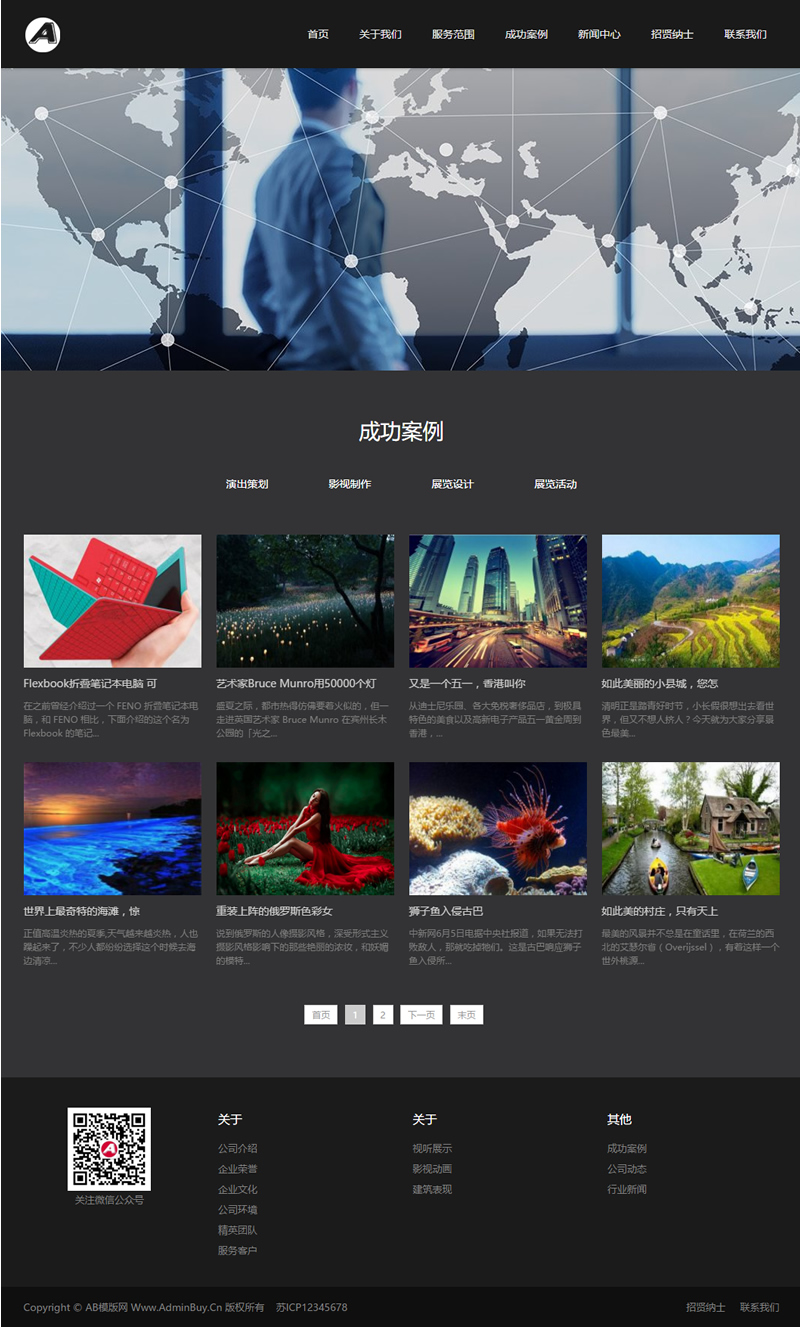 首页 关于我们 服务范围 成功案例 新闻中心 招贤纳士 联系我们
成功案例
演出策划 影视制作 展览设计 展览活动
Flexbook折叠笔记本电脑 可
在之前曾经介绍过一个 FENO 折叠笔记本电
脑，和 FENO 相比，下面介绍的这个名为
Flexbook 的笔记...
艺术家Bruce Munro用50000个灯
盛夏之际，都市热得仿佛要着火似的，但一
走进英国艺术家 Bruce Munro 在宾州长木
公园的「光之...
又是一个五一，香港叫你
从迪士尼乐园、各大免税奢侈品店，到极具
特色的美食以及高新电子产品五一黄金周到
香港，...
如此美丽的小县城，您怎
清明正是踏青好时节，小长假很想出去看世
界，但又不想人挤人？今天就为大家分享景
色最美...
世界上最奇特的海滩，惊
正值高温炎热的夏季,天气越来越炎热，人也
躁起来了，不少人都纷纷选择这个时候去海
边清凉...
重装上阵的俄罗斯色彩女
说到俄罗斯的人像摄影风格，深受形式主义
摄影风格影响下的那些艳丽的浓妆，和妖媚
的模特...
狮子鱼入侵古巴
中新网6月5日电据中央社报道，如果无法打
败敌人，那就吃掉牠们。这是古巴响应狮子
鱼入侵所...
如此美的村庄，只有天上
最美的风景并不总是在童话里，在荷兰的西
北的艾瑟尔省（Overijssel），有着这样一个
世外桃源...
首页 1 2 下一页 末页
关注微信公众号
关于
公司介绍
企业荣誉
企业文化
公司环境
精英团队
服务客户
关于
视听展示
影视动画
建筑表现
其他
成功案例
公司动态
行业新闻
Copyright © AB模版网 Www.AdminBuy.Cn 版权所有 苏ICP12345678
招贤纳士 联系我们